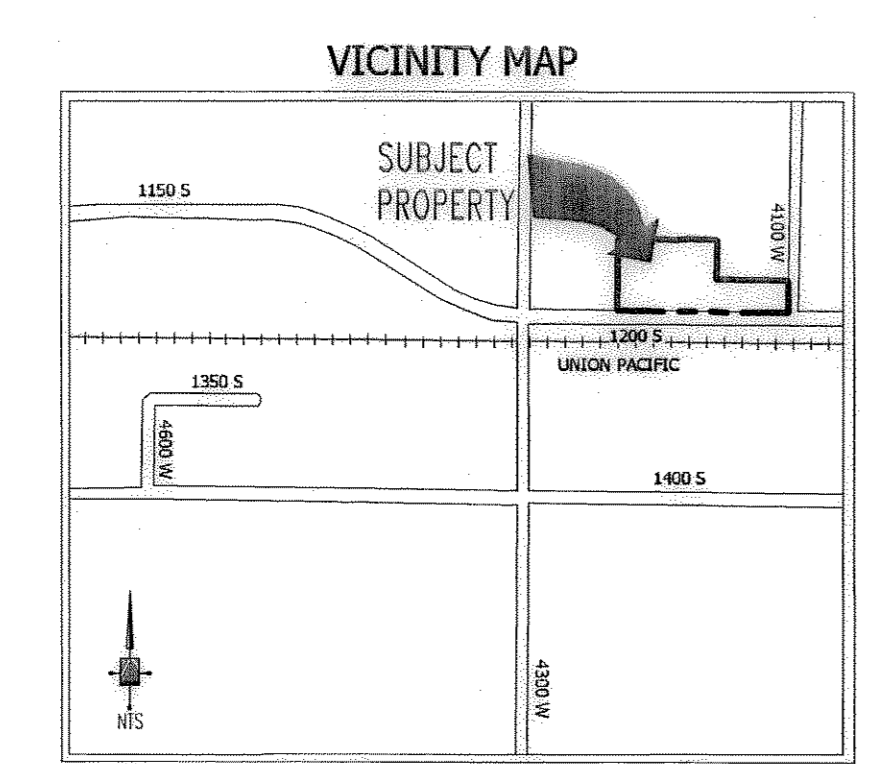 VICINITY MAP
SUBJECT
PROPERTY
1150 S
4100 W
1200 S
UNION PACIFIC
1350 S
4600 W
1400 S
4300 W
NTS